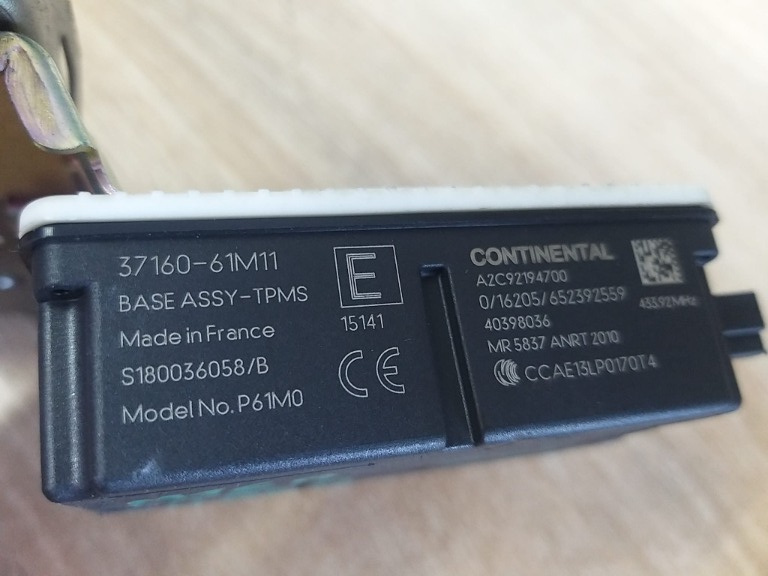 37160-61M11
BASE ASSY-TPMS
Made in France
S180036058/B
Model No. P61M0
E
15141
CE
CONTINENTAL
A2C92194700
0/16205/652392559
433.92MHz
40398036
MR 5837 ANRT 2010
CCAE13LP0170T4